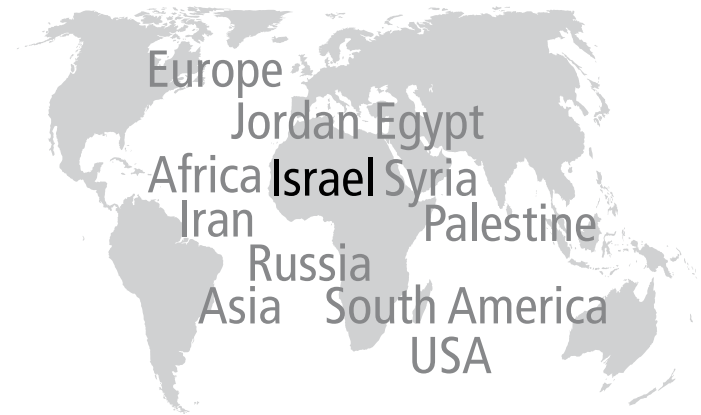 Europe
Jordan Egypt
Africa Israel Syria
Iran Palestine
Russia
Asia South America
USA